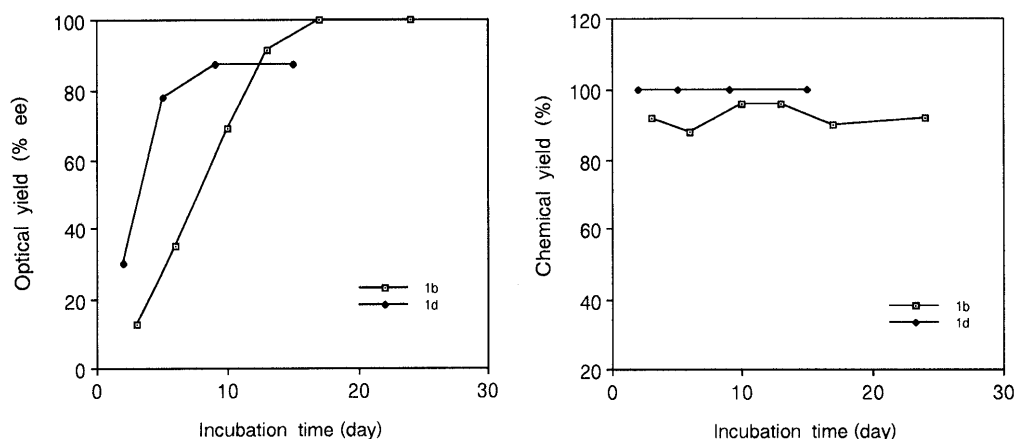 Optical yield (% ee)
100
80
60
40
20
0
0 10 20 30
Incubation time (day)
1b
1d
Chemical yield (%)
120
100
80
60
40
20
0 10 20 30
Incubation time (day)
1b
1d